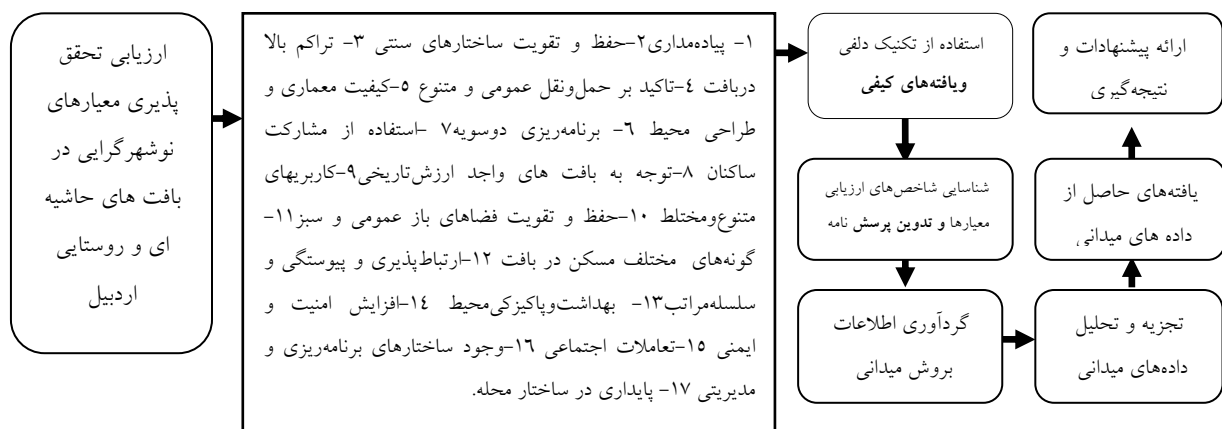 ارزیابی تحقق
پذیری معیارهای
نوشهرگرایی در
بافت های حاشیه
ای و روستایی
اردبیل
۱- پیاده‌مداری۲-حفظ و تقویت ساختارهای سنتی ۳- تراکم بالا
دربافت ٤-تاکید بر حمل‌ونقل عمومی و متنوع ٥-کیفیت معماری و
طراحی محیط ٦- برنامه‌ریزی دوسویه۷ -استفاده از مشارکت
ساکنان ۸-توجه به بافت های واجد ارزش‌تاریخی۹-کاربریهای
متنوع‌ومختلط ۱۰-حفظ و تقویت فضاهای باز عمومی و سبز۱۱-
گونه‌های مختلف مسکن در بافت ۱۲-ارتباط‌پذیری و پیوستگی و
سلسله‌مراتب۱۳- بهداشت‌وپاکیزکی‌محیط ۱٤-افزایش امنیت و
ایمنی ۱٥-تعاملات اجتماعی ۱٦-وجود ساختارهای برنامه‌ریزی و
مدیریتی ۱۷- پایداری در ساختار محله.
استفاده از تکنیک دلفی
ویافته‌های کیفی
شناسایی شاخص‌های ارزیابی
معیارها و تدوین پرسش نامه
گردآوری اطلاعات
بروش میدانی
تجزیه و تحلیل
داده‌های میدانی
یافته‌های حاصل از
داده های میدانی
ارائه پیشنهادات و
نتیجه‌گیری